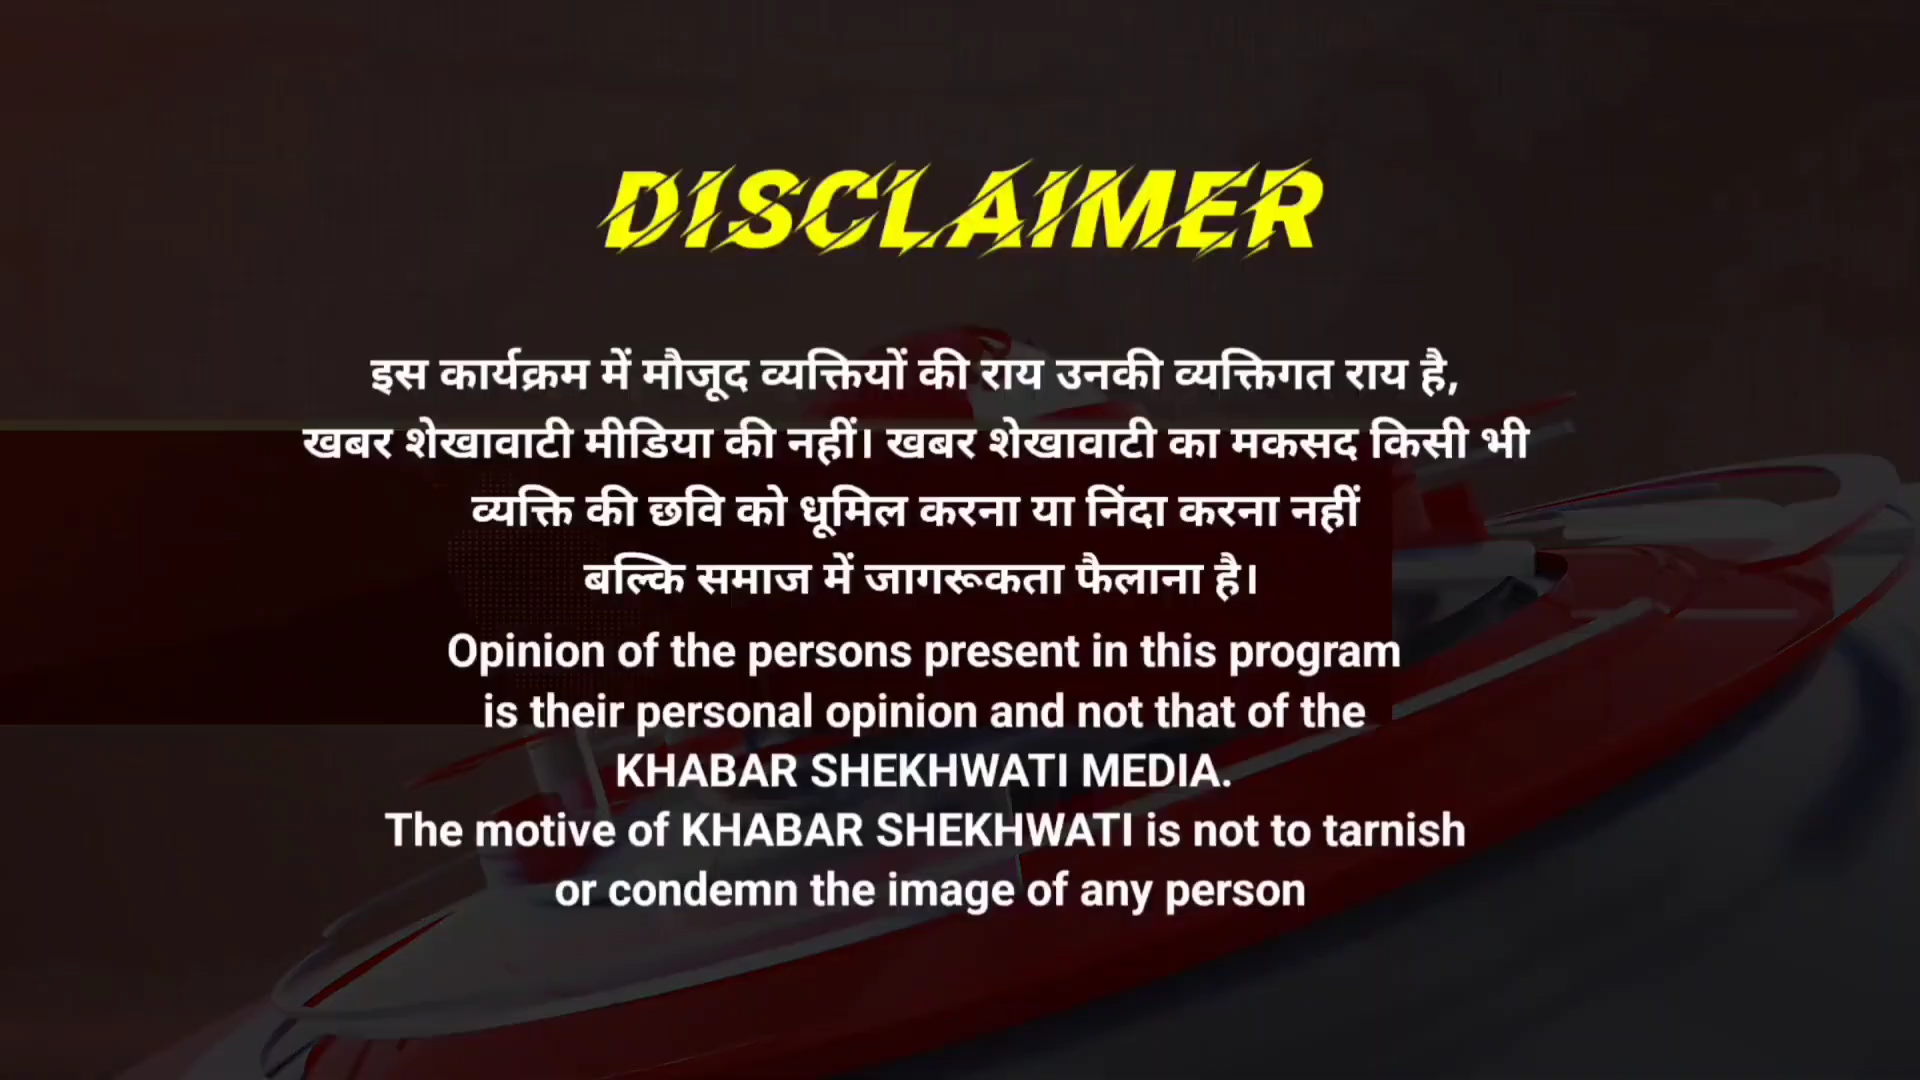 DISCLAIMER
इस कार्यक्रम में मौजूद व्यक्तियों की राय उनकी व्यक्तिगत राय है,
खबर शेखावाटी मीडिया की नहीं। खबर शेखावाटी का मकसद किसी भी
व्यक्ति की छवि को धूमिल करना या निंदा करना नहीं
बल्कि समाज में जागरूकता फैलाना है।
Opinion of the persons present in this program
is their personal opinion and not that of the
KHABAR SHEKHWATI MEDIA.
The motive of KHABAR SHEKHWATI is not to tarnish
or condemn the image of any person